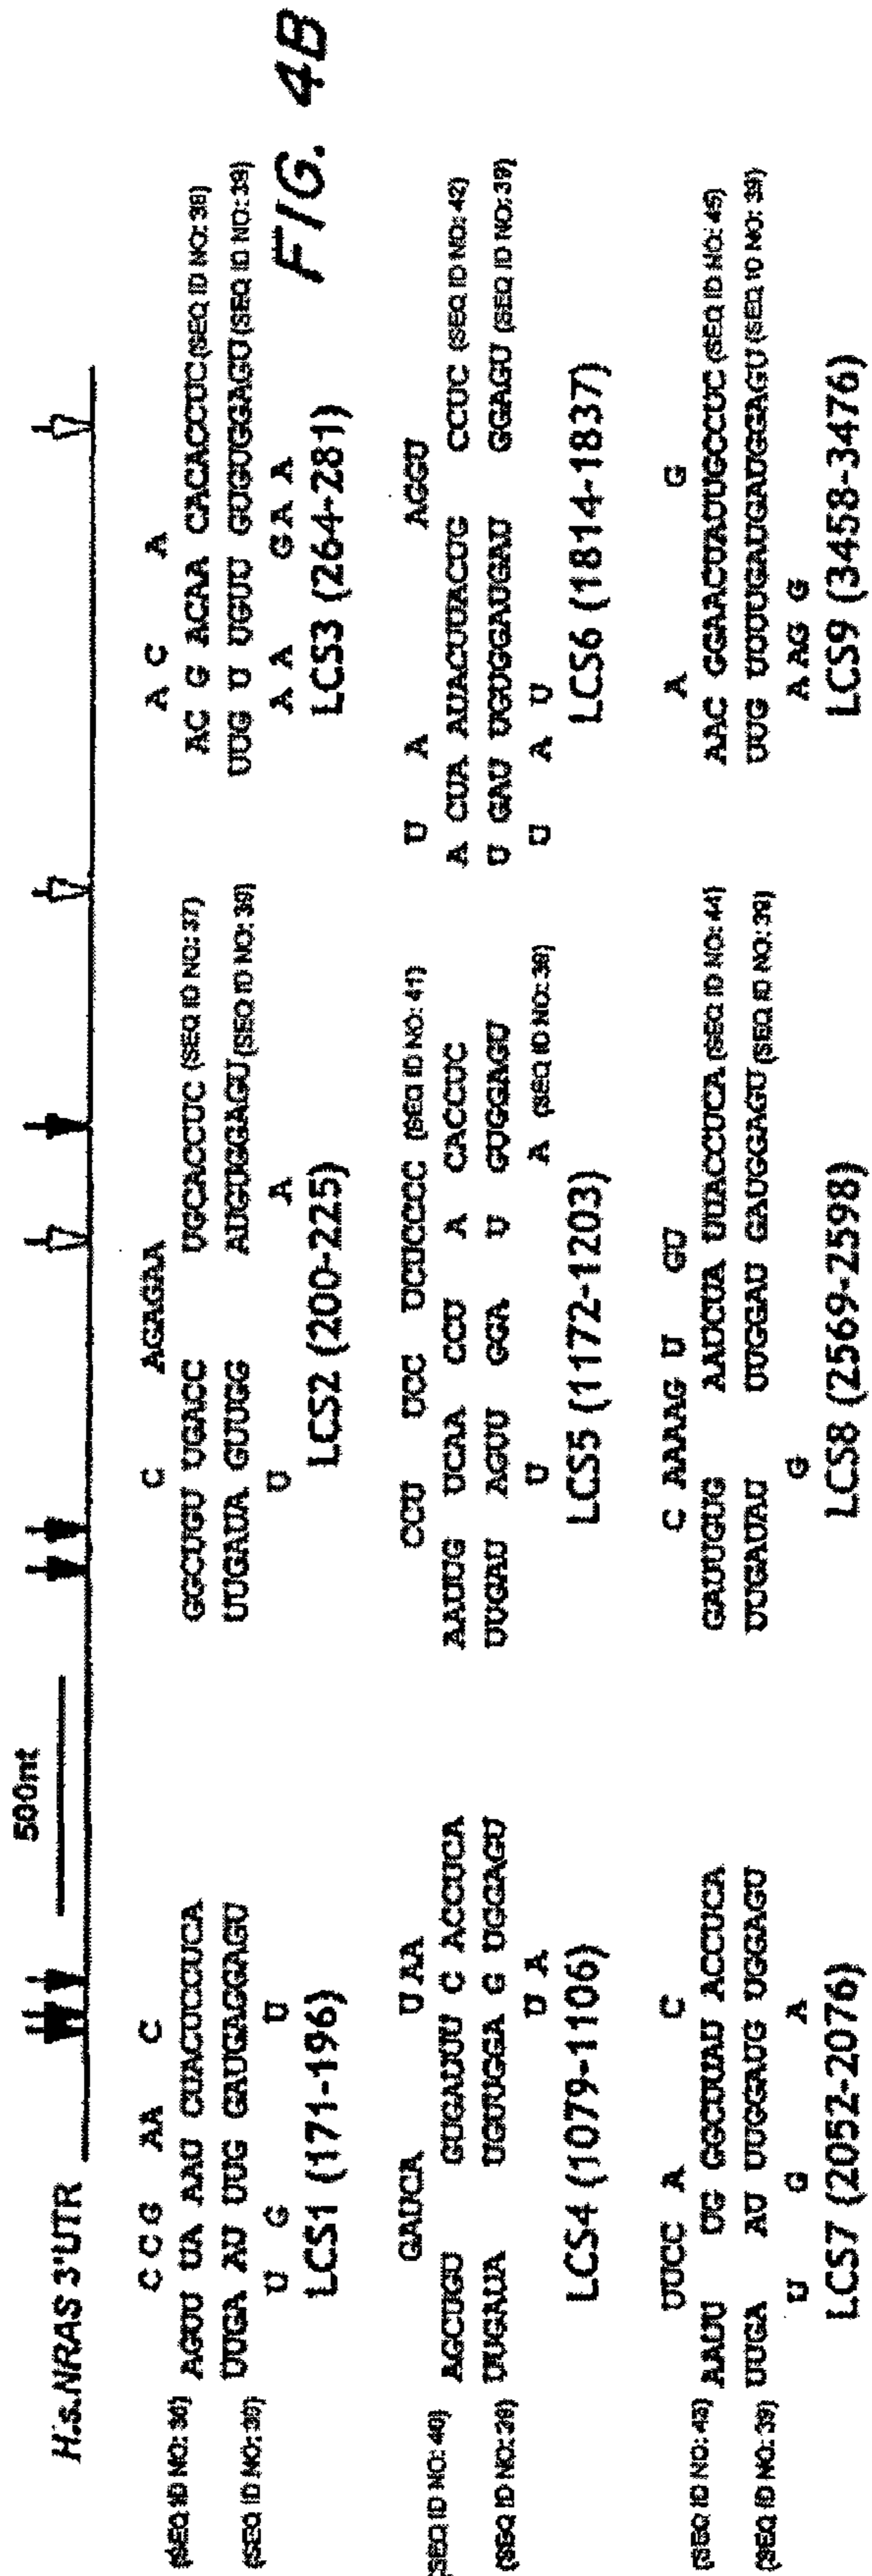 FIG. 4B
500nt
H.s.NRAS 3'UTR
C C G AA C
(SEQ ID NO: 36) AGUU UA AAU CUACUCCUCA
(SEQ ID NO: 39) UUGA AU UUG GAUGAGGAGU
U G U
LCS1 (171-196)
C AGAGAA
GGCUGU UGACC UGCACCUC (SEQ ID NO: 37)
UUGAUA GUUGG AUGUGGAGU (SEQ ID NO: 39)
U A
LCS2 (200-225)
A C A
AC G ACAA CACACCUC (SEQ ID NO: 38)
UUG U UGUU GUGUGGAGU (SEQ ID NO: 39)
A A GA A
LCS3 (264-281)
GAUCA U AA
(SEQ ID NO: 40) AGCUGU GUGAUUU C ACCUCA
(SEQ ID NO: 39) UUGAUA UGUUGGA G UGGAGU
U A
LCS4 (1079-1106)
CCU UCC UCUCCCC (SEQ ID NO: 41)
AAUUG UCAA CCU A CACCUC
UUGAU AGUU GGA U GUGGAGU
U A (SEQ ID NO: 39)
LCS5 (1172-1203)
U A AGGU
A CUA AUACUUACUG CCUC (SEQ ID NO: 42)
U GAU UGUGGAUGAU GGAGU (SEQ ID NO: 39)
U A U
LCS6 (1814-1837)
UUCC A C
(SEQ ID NO: 43) AAUU UG GGCUUAU ACCUCA
(SEQ ID NO: 39) UUGA AU UUGGAUG UGGAGU
U G A
LCS7 (2052-2076)
C AAAAG U GU
GAUUGUG AAUCUA UUACCUCA (SEQ ID NO: 44)
UUGAUAU UUGGAU GAUGGAGU (SEQ ID NO: 39)
G
LCS8 (2569-2598)
A G
AAC GGAACUAUUGCCUC (SEQ ID NO: 45)
UUG UUUUGAUGAUGGAGU (SEQ ID NO: 39)
A AG G
LCS9 (3458-3476)